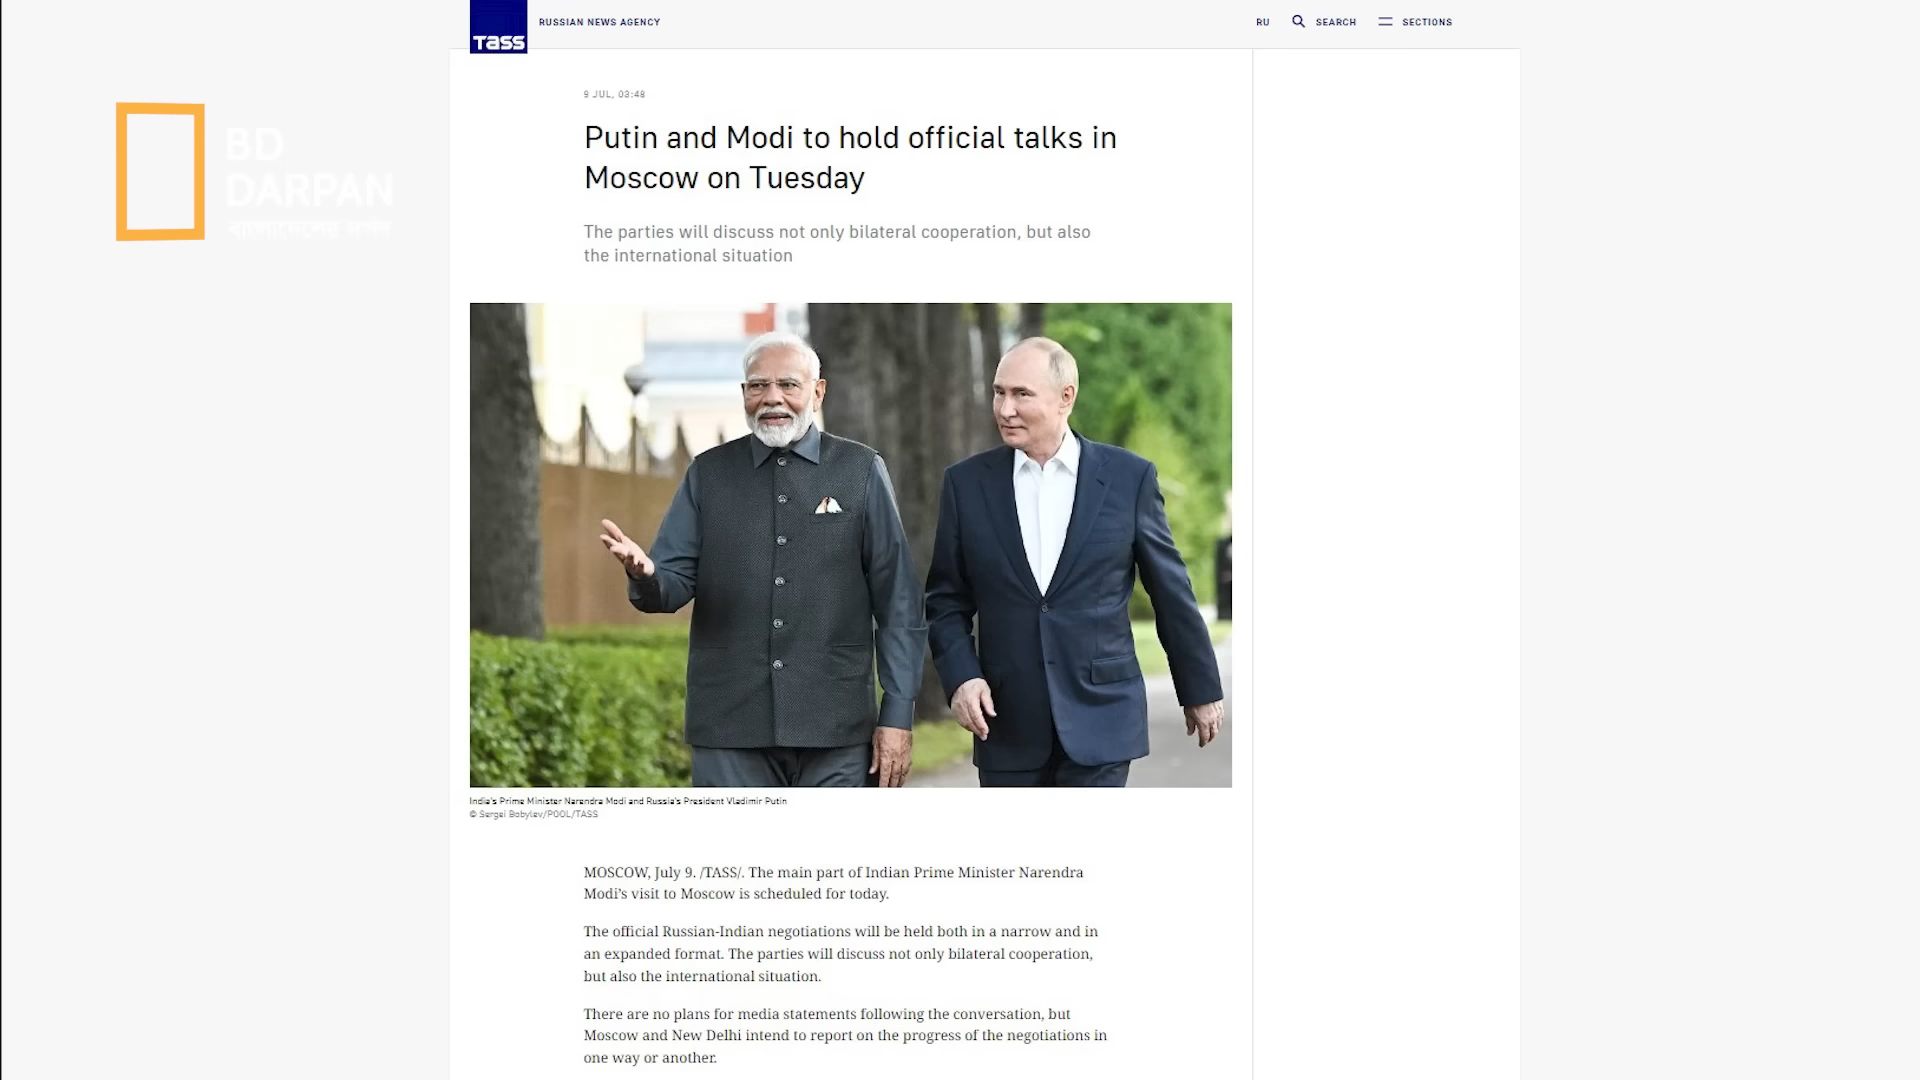 Tass
RUSSIAN NEWS AGENCY
RU
SEARCH
SECTIONS
BD
DARPAN
বাংলাদেশের দর্পণ
9 JUL, 03:48
Putin and Modi to hold official talks in
Moscow on Tuesday
The parties will discuss not only bilateral cooperation, but also
the international situation
India's Prime Minister Narendra Modi and Russia's President Vladimir Putin
© Sergei Bobylev/POOL/TASS
MOSCOW, July 9. /TASS/. The main part of Indian Prime Minister Narendra
Modi’s visit to Moscow is scheduled for today.
The official Russian-Indian negotiations will be held both in a narrow and in
an expanded format. The parties will discuss not only bilateral cooperation,
but also the international situation.
There are no plans for media statements following the conversation, but
Moscow and New Delhi intend to report on the progress of the negotiations in
one way or another.